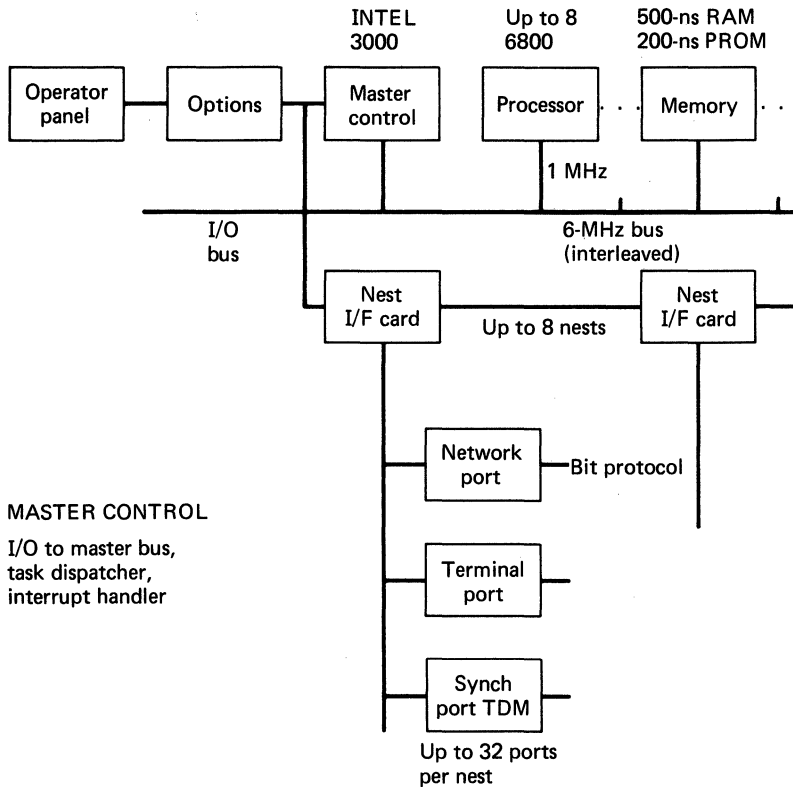 INTEL
3000
Up to 8
6800
500-ns RAM
200-ns PROM
Operator
panel
Options
Master
control
Processor
Memory
1 MHz
I/O
bus
6-MHz bus
(interleaved)
Nest
I/F card
Up to 8 nests
Nest
I/F card
Network
port
Bit protocol
MASTER CONTROL
I/O to master bus,
task dispatcher,
interrupt handler
Terminal
port
Synch
port TDM
Up to 32 ports
per nest